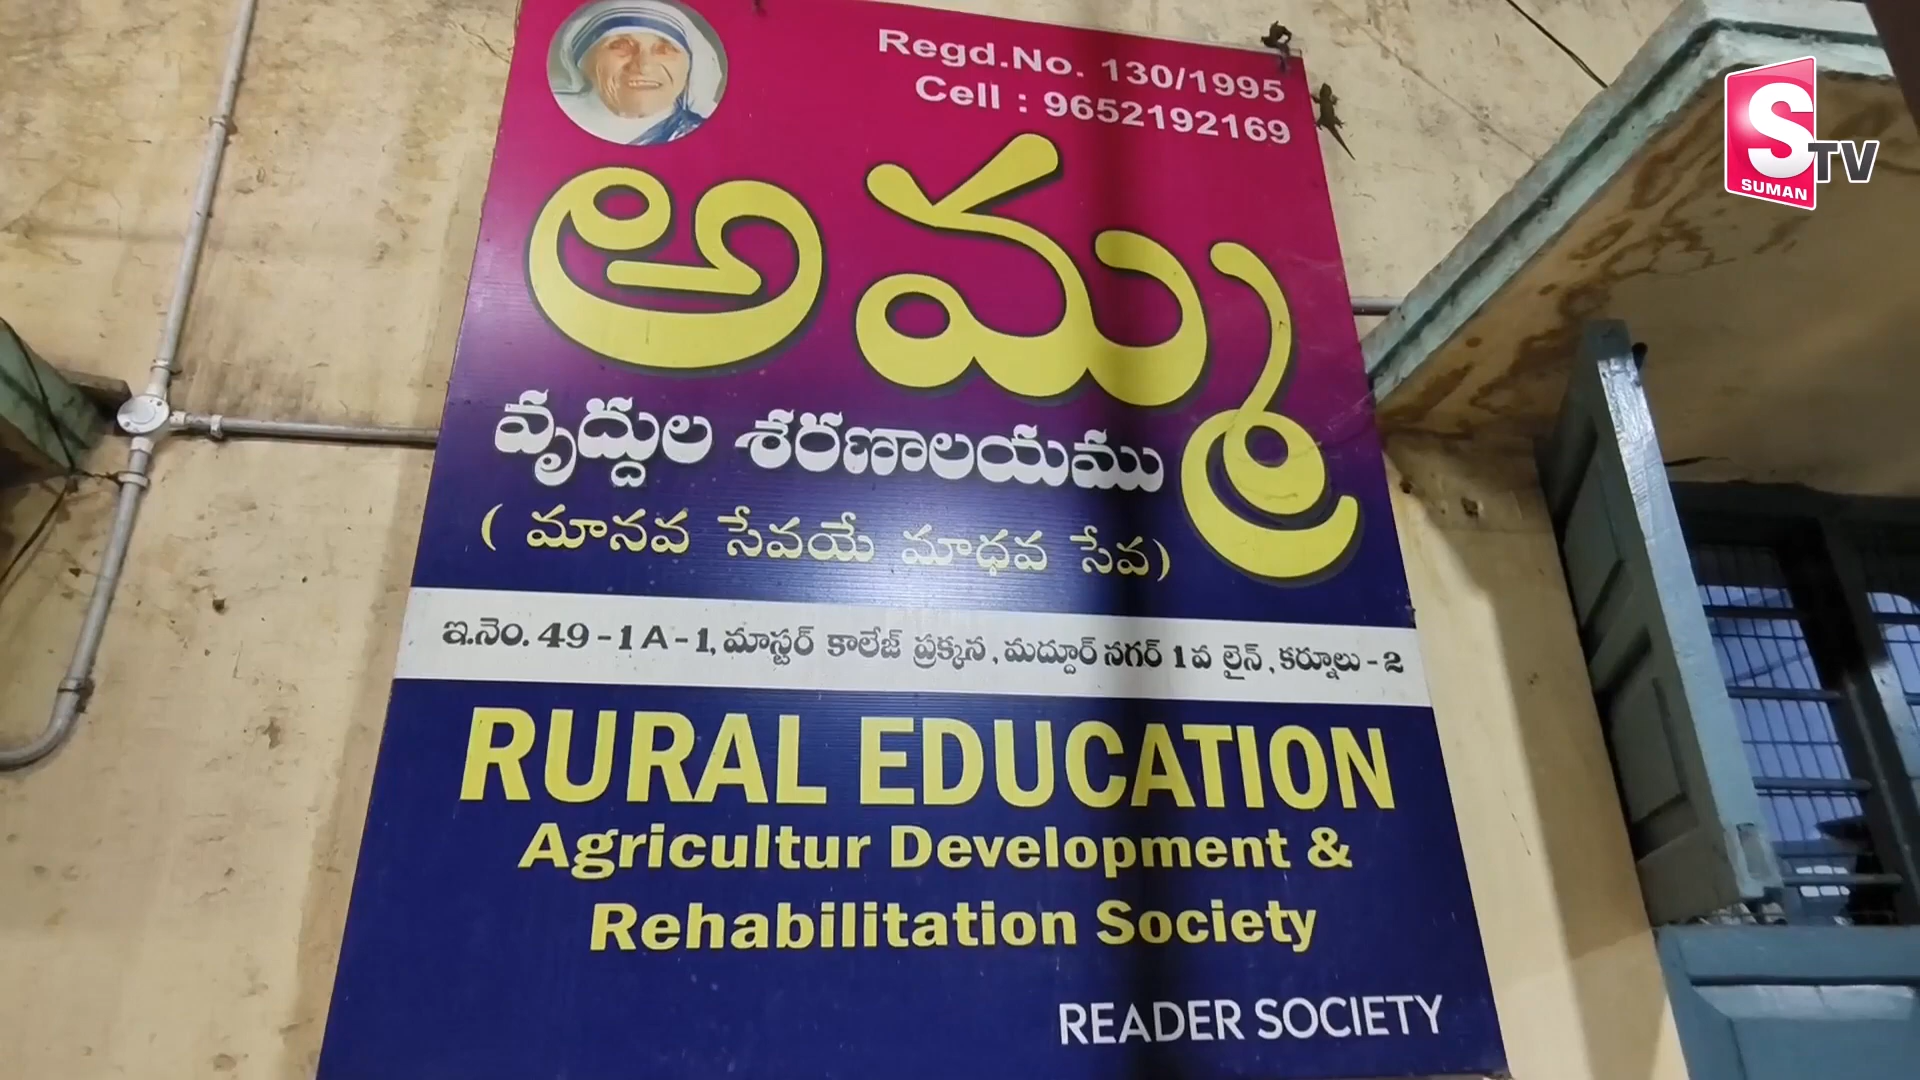 Regd.No. 130/1995
Cell : 9652192169
అమ్మ
వృద్దుల శరణాలయము
( మానవ సేవయే మాధవ సేవ)
ఇ.నెం. 49 - 1 A - 1, మాస్టర్ కాలేజ్ ప్రక్కన, మద్దూర్ నగర్ 1వ లైన్, కర్నూలు - 2
RURAL EDUCATION
Agricultur Development &
Rehabilitation Society
READER SOCIETY
S TV
SUMAN